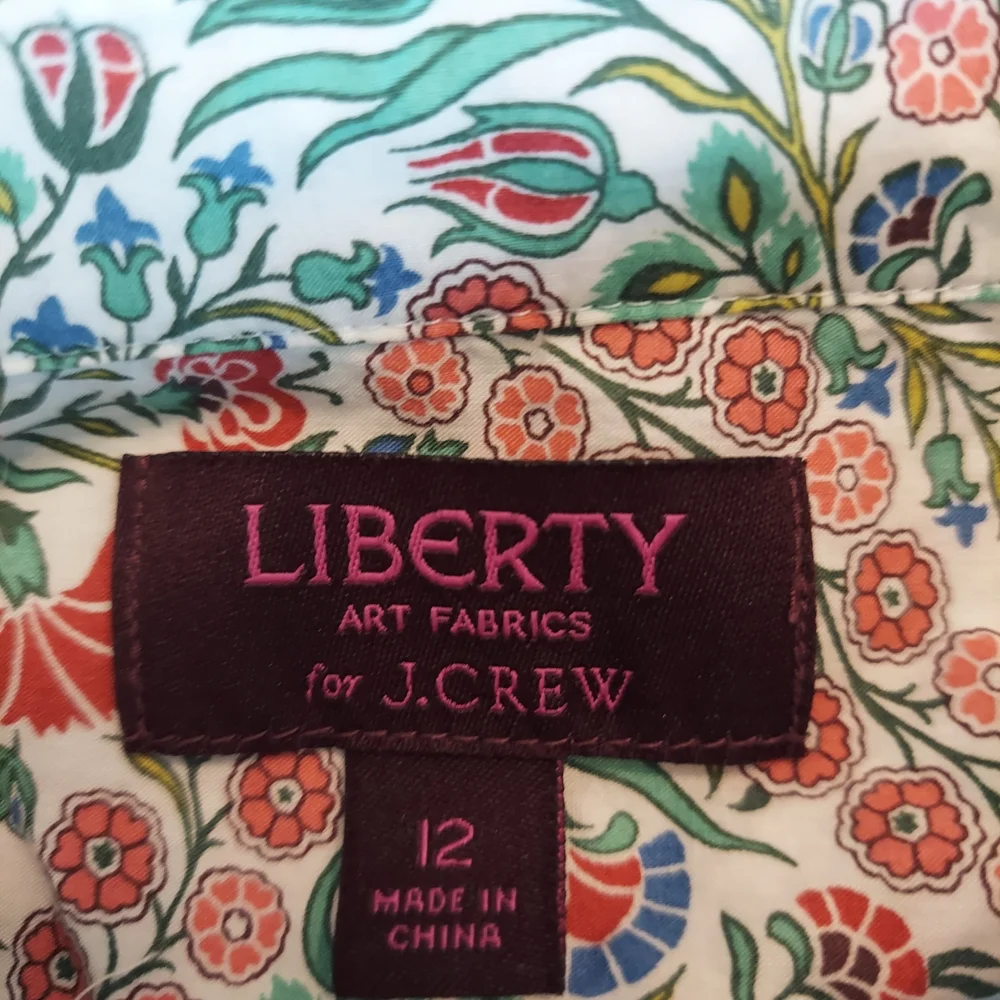 LIBERTY
ART FABRICS
for J.CREW
12
MADE IN
CHINA